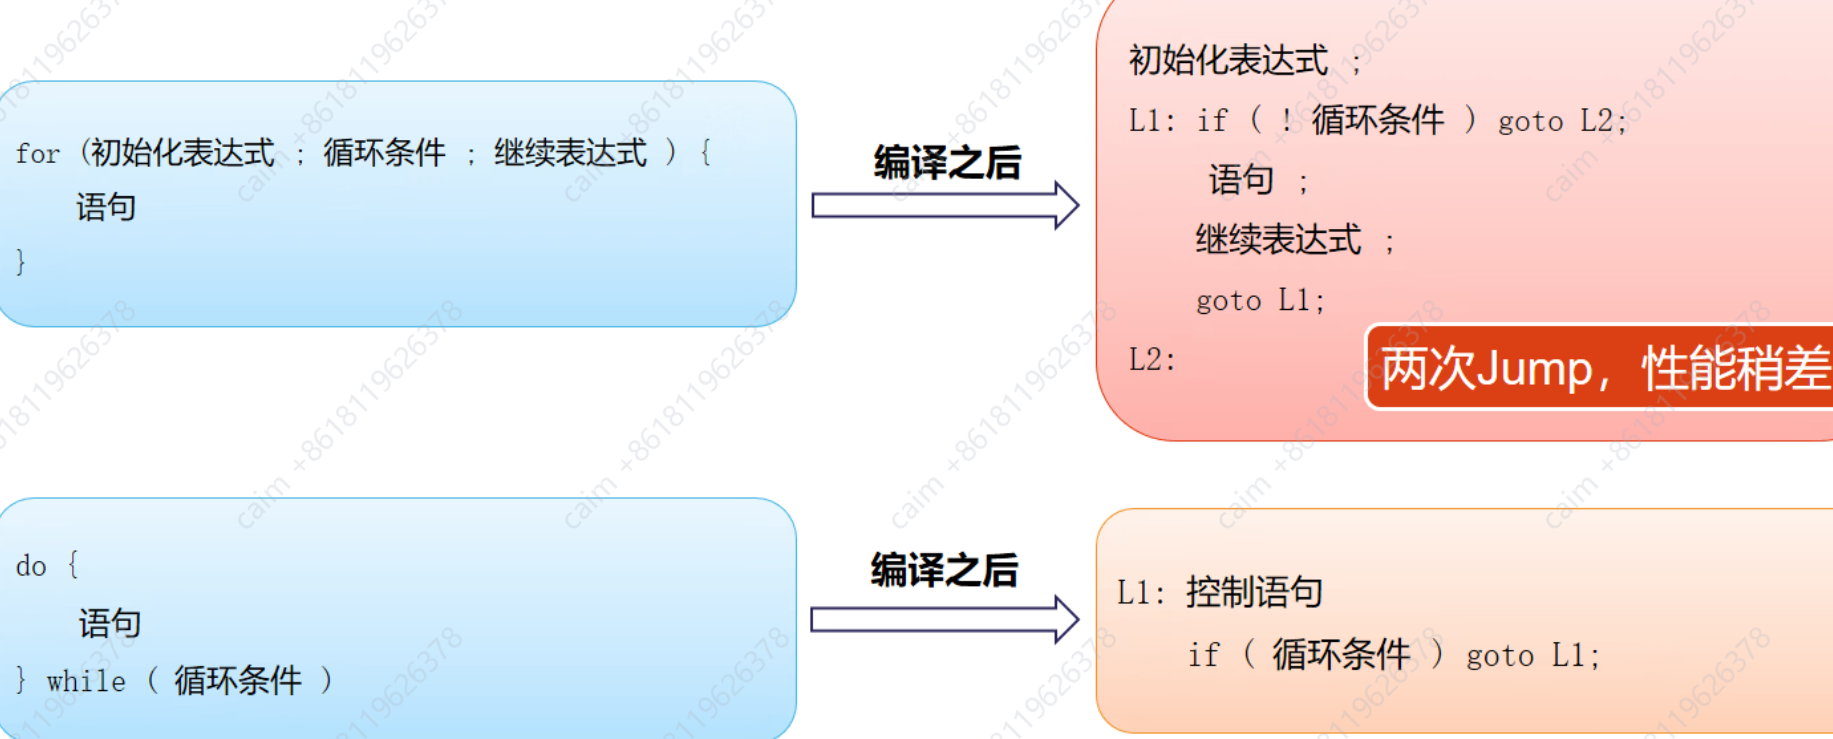 for (初始化表达式 ; 循环条件 ; 继续表达式 ) {
语句
}
编译之后
初始化表达式 ;
L1: if ( ! 循环条件 ) goto L2;
语句 ;
继续表达式 ;
goto L1;
L2:
两次Jump，性能稍差
do {
语句
} while ( 循环条件 )
编译之后
L1: 控制语句
if ( 循环条件 ) goto L1;
caim +8618119626378